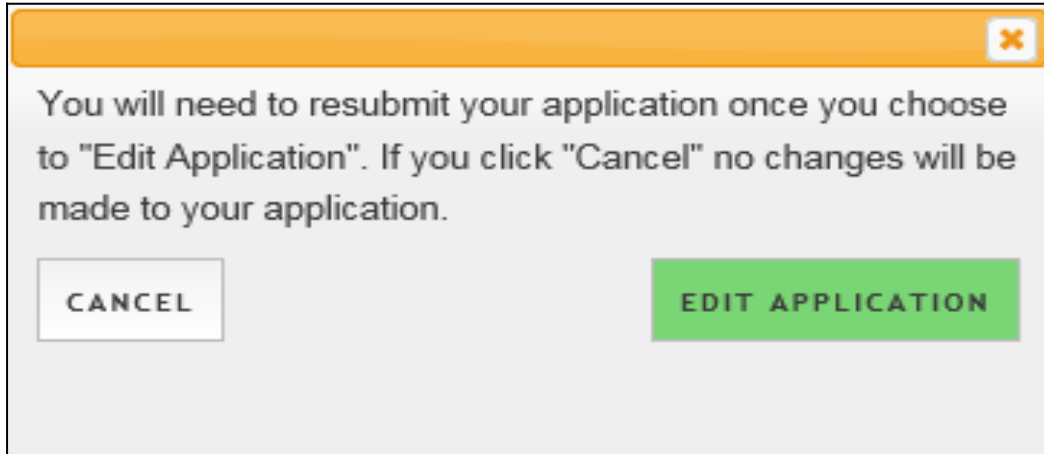 You will need to resubmit your application once you choose
to "Edit Application". If you click "Cancel" no changes will be
made to your application.
CANCEL
EDIT APPLICATION